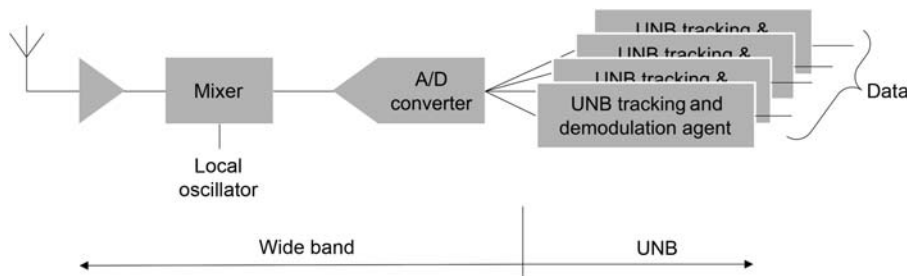 UNB tracking &
UNB tracking &
UNB tracking &
UNB tracking and
demodulation agent
Mixer
A/D
converter
Data
Local
oscillator
Wide band
UNB